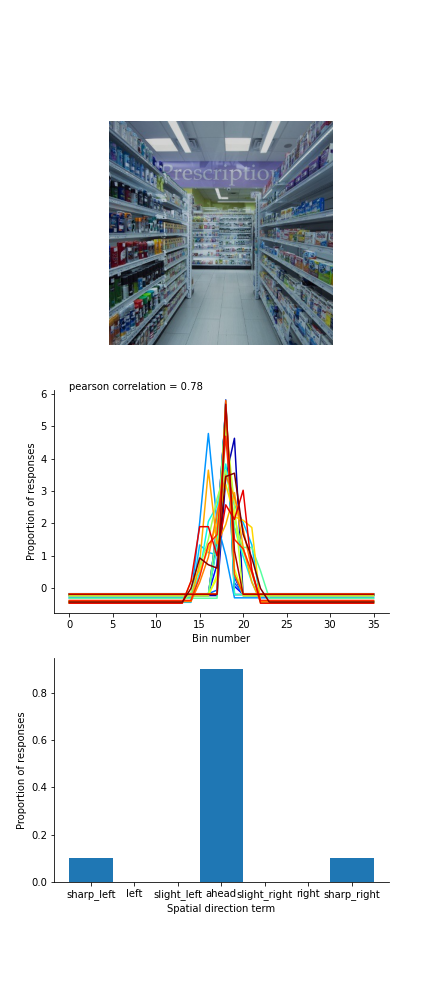 Prescription
pearson correlation = 0.78
6
5
4
3
2
1
0
Proportion of responses
0 5 10 15 20 25 30 35
Bin number
0.8
0.6
0.4
0.2
0.0
Proportion of responses
sharp_left left slight_left ahead slight_right right sharp_right
Spatial direction term